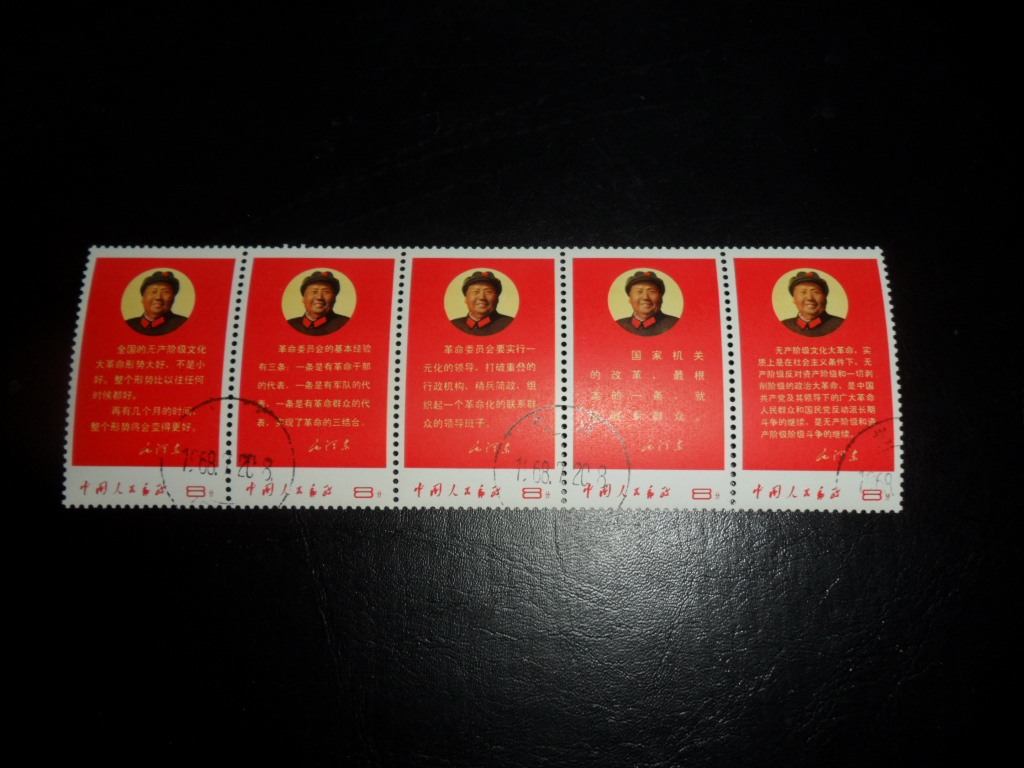 全国的无产阶级文化
大革命形势大好，不是小
好。整个形势比以往任何
时候都好。
再有几个月的时间，
整个形势将会变得更好。
毛泽东
中国人民邮政
8分
革命委员会的基本经验
有三条：一条是有革命干部
的代表，一条是有军队的代
表，一条是有革命群众的代
表，实现了革命的三结合。
毛泽东
中国人民邮政
8分
革命委员会要实行一
元化的领导，打破重叠的
行政机构，精兵简政，组
织起一个革命化的联系群
众的领导班子。
毛泽东
中国人民邮政
8分
国家机关
的改革，最根
本的一条，就
是联系群众。
毛泽东
中国人民邮政
8分
无产阶级文化大革命，实
质上是在社会主义条件下，无
产阶级反对资产阶级和一切剥
削阶级的政治大革命，是中国
共产党及其领导下的广大革命
人民群众和国民党反动派长期
斗争的继续，是无产阶级和资
产阶级阶级斗争的继续。
毛泽东
中国人民邮政
8分